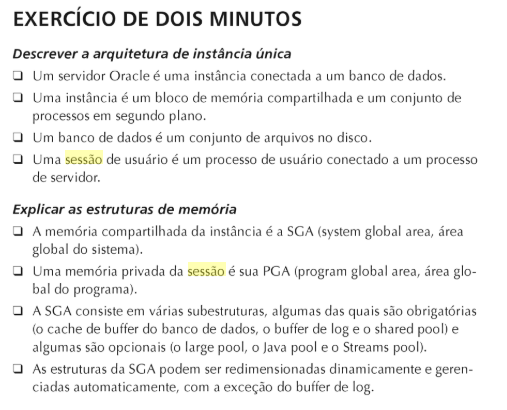 EXERCÍCIO DE DOIS MINUTOS
Descrever a arquitetura de instância única
❑ Um servidor Oracle é uma instância conectada a um banco de dados.
❑ Uma instância é um bloco de memória compartilhada e um conjunto de
processos em segundo plano.
❑ Um banco de dados é um conjunto de arquivos no disco.
❑ Uma sessão de usuário é um processo de usuário conectado a um processo
de servidor.
Explicar as estruturas de memória
❑ A memória compartilhada da instância é a SGA (system global area, área
global do sistema).
❑ Uma memória privada da sessão é sua PGA (program global area, área glo-
bal do programa).
❑ A SGA consiste em várias subestruturas, algumas das quais são obrigatórias
(o cache de buffer do banco de dados, o buffer de log e o shared pool) e
algumas são opcionais (o large pool, o Java pool e o Streams pool).
❑ As estruturas da SGA podem ser redimensionadas dinamicamente e geren-
ciadas automaticamente, com a exceção do buffer de log.